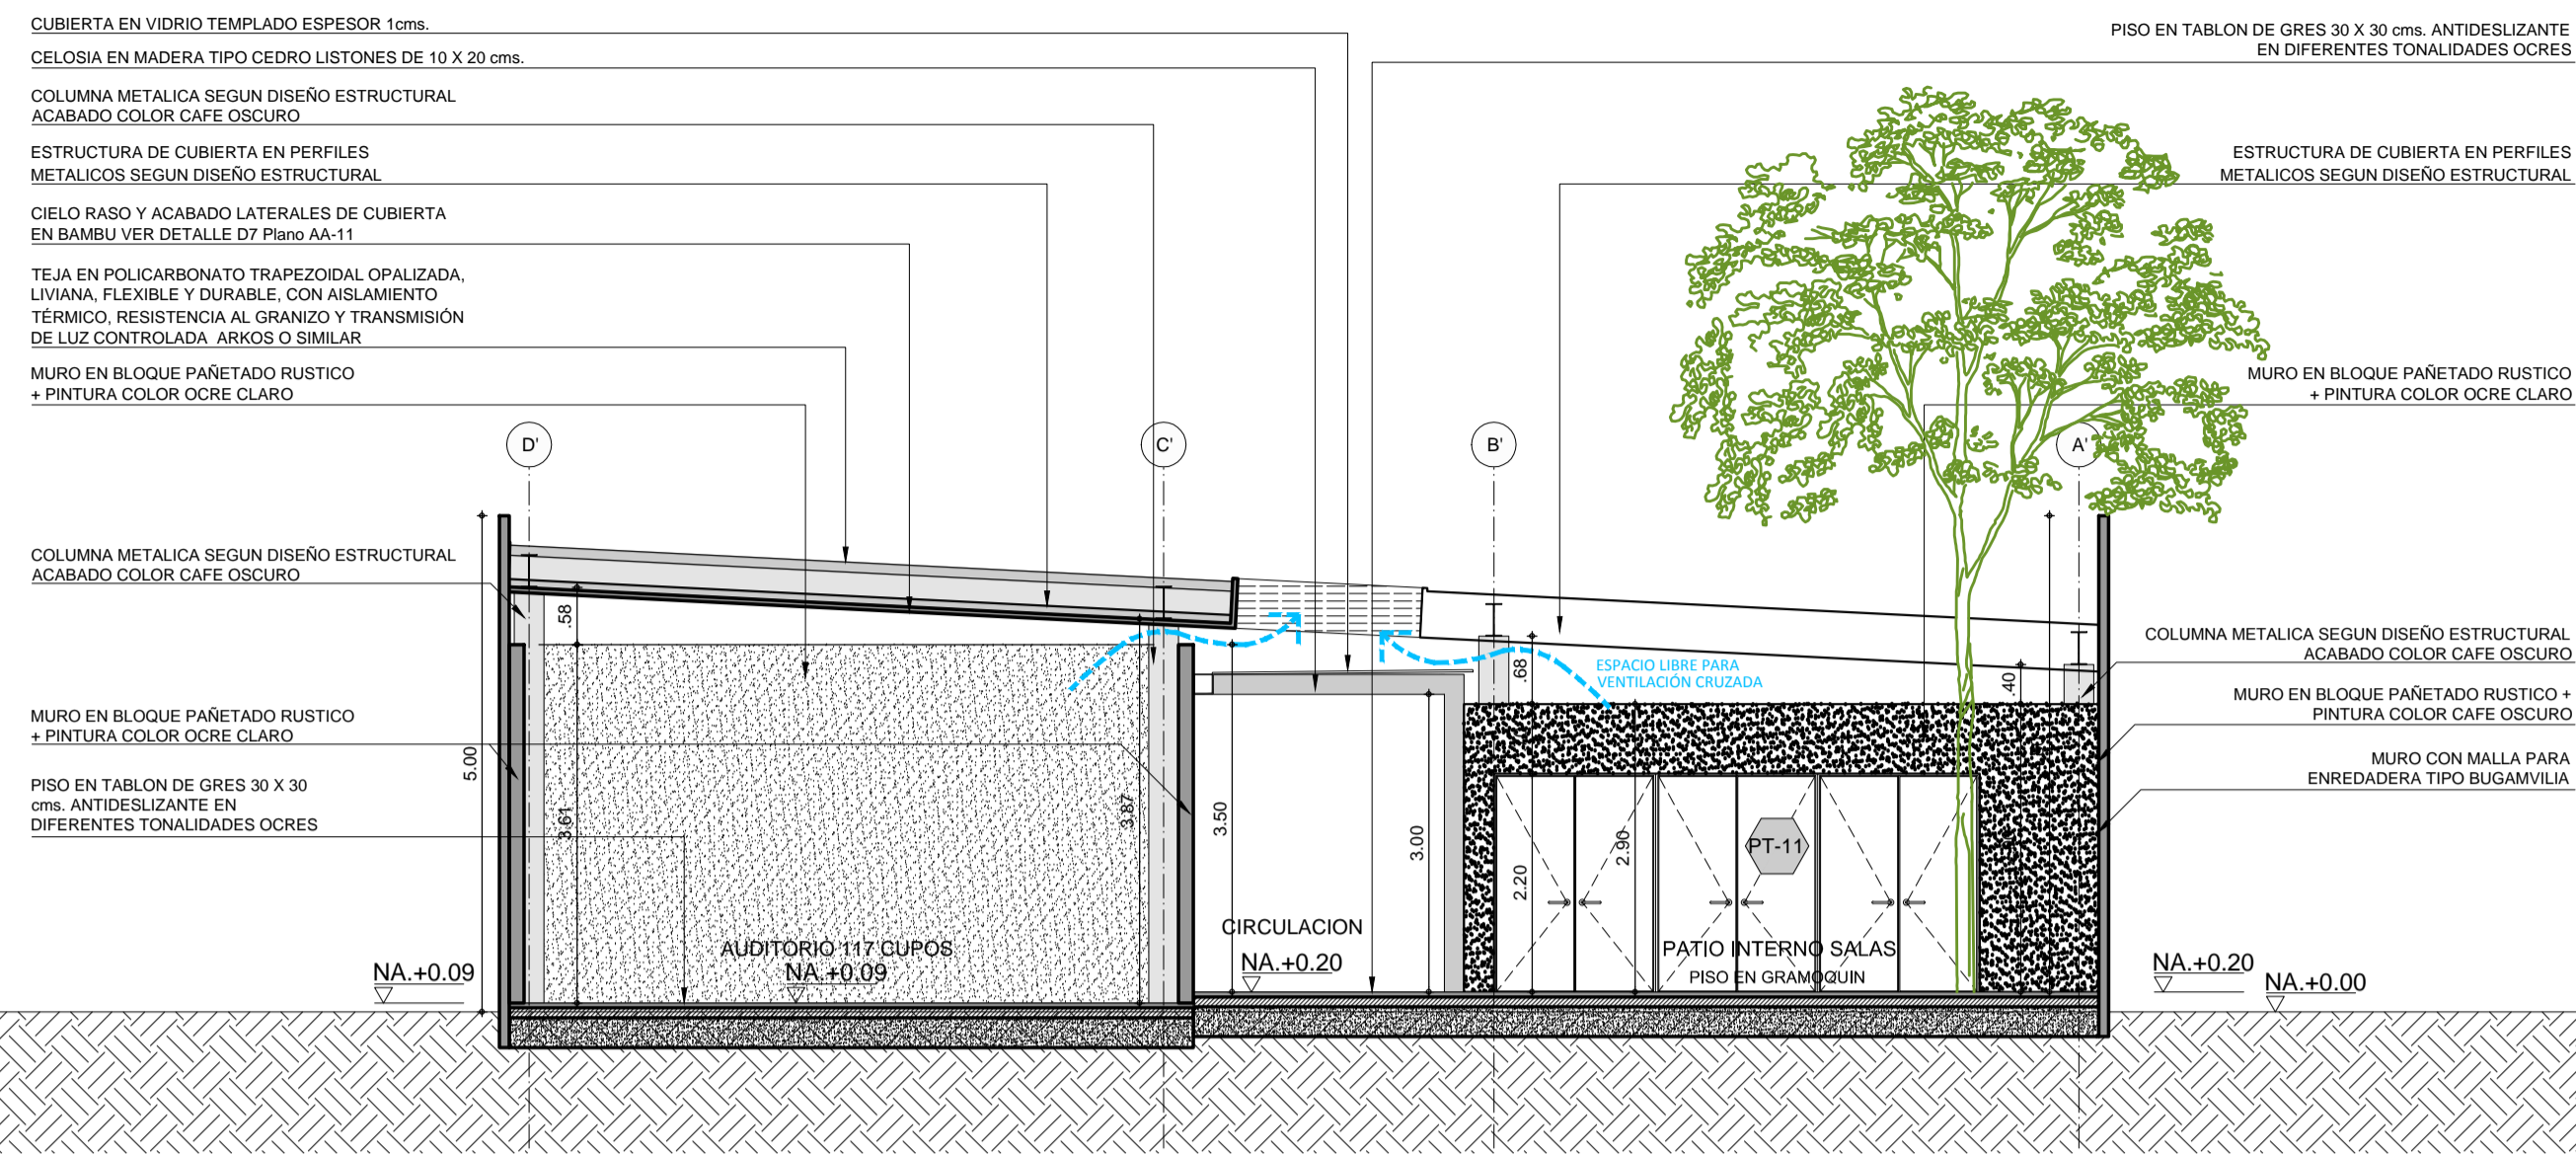 CUBIERTA EN VIDRIO TEMPLADO ESPESOR 1cms.
CELOSIA EN MADERA TIPO CEDRO LISTONES DE 10 X 20 cms.
COLUMNA METALICA SEGUN DISEÑO ESTRUCTURAL
ACABADO COLOR CAFE OSCURO
ESTRUCTURA DE CUBIERTA EN PERFILES
METALICOS SEGUN DISEÑO ESTRUCTURAL
CIELO RASO Y ACABADO LATERALES DE CUBIERTA
EN BAMBU VER DETALLE D7 Plano AA-11
TEJA EN POLICARBONATO TRAPEZOIDAL OPALIZADA,
LIVIANA, FLEXIBLE Y DURABLE, CON AISLAMIENTO
TÉRMICO, RESISTENCIA AL GRANIZO Y TRANSMISIÓN
DE LUZ CONTROLADA ARKOS O SIMILAR
MURO EN BLOQUE PAÑETADO RUSTICO
+ PINTURA COLOR OCRE CLARO
COLUMNA METALICA SEGUN DISEÑO ESTRUCTURAL
ACABADO COLOR CAFE OSCURO
MURO EN BLOQUE PAÑETADO RUSTICO
+ PINTURA COLOR OCRE CLARO
PISO EN TABLON DE GRES 30 X 30
cms. ANTIDESLIZANTE EN
DIFERENTES TONALIDADES OCRES
PISO EN TABLON DE GRES 30 X 30 cms. ANTIDESLIZANTE
EN DIFERENTES TONALIDADES OCRES
ESTRUCTURA DE CUBIERTA EN PERFILES
METALICOS SEGUN DISEÑO ESTRUCTURAL
MURO EN BLOQUE PAÑETADO RUSTICO
+ PINTURA COLOR OCRE CLARO
COLUMNA METALICA SEGUN DISEÑO ESTRUCTURAL
ACABADO COLOR CAFE OSCURO
MURO EN BLOQUE PAÑETADO RUSTICO +
PINTURA COLOR CAFE OSCURO
MURO CON MALLA PARA
ENREDADERA TIPO BUGAMVILIA
D'
C'
B'
A'
5.00
.58
3.61
3.87
3.50
3.00
.68
2.20
2.90
.40
ESPACIO LIBRE PARA
VENTILACIÓN CRUZADA
PT-11
AUDITORIO 117 CUPOS
NA.+0.09
NA.+0.09
CIRCULACION
NA.+0.20
PATIO INTERNO SALAS
PISO EN GRAMOQUIN
NA.+0.20
NA.+0.00